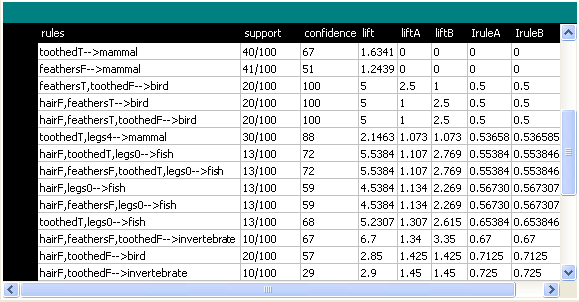 rules support confidence lift liftA liftB IruleA IruleB
toothedT-->mammal 40/100 67 1.6341 0 0 0 0
feathersF-->mammal 41/100 51 1.2439 0 0 0 0
feathersT,toothedF-->bird 20/100 100 5 2.5 1 0.5 0.5
hairF,feathersT-->bird 20/100 100 5 1 2.5 0.5 0.5
hairF,feathersT,toothedF-->bird 20/100 100 5 1 2.5 0.5 0.5
toothedT,legs4-->mammal 30/100 88 2.1463 1.073 1.073 0.53658 0.536585
hairF,toothedT,legs0-->fish 13/100 72 5.5384 1.107 2.769 0.55384 0.553846
hairF,feathersF,toothedT,legs0-->fish 13/100 72 5.5384 1.107 2.769 0.55384 0.553846
hairF,legs0-->fish 13/100 59 4.5384 1.134 2.269 0.56730 0.567307
hairF,feathersF,legs0-->fish 13/100 59 4.5384 1.134 2.269 0.56730 0.567307
toothedT,legs0-->fish 13/100 68 5.2307 1.307 2.615 0.65384 0.653846
hairF,feathersF,toothedF-->invertebrate 10/100 67 6.7 1.34 3.35 0.67 0.67
hairF,toothedF-->bird 20/100 57 2.85 1.425 1.425 0.7125 0.7125
hairF,toothedF-->invertebrate 10/100 29 2.9 1.45 1.45 0.725 0.725